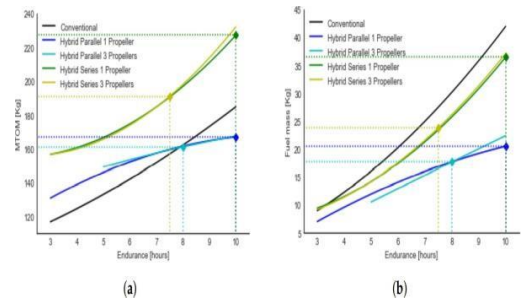 (a)
240
220
200
180
160
140
120
MTOM [Kg]
Conventional
Hybrid Parallel 1 Propeller
Hybrid Parallel 3 Propellers
Hybrid Series 1 Propeller
Hybrid Series 3 Propellers
3 4 5 6 7 8 9 10
Endurance [hours]
(a)
(b)
45
40
35
30
25
20
15
10
5
Fuel mass [Kg]
Conventional
Hybrid Parallel 1 Propeller
Hybrid Parallel 3 Propellers
Hybrid Series 1 Propeller
Hybrid Series 3 Propellers
3 4 5 6 7 8 9 10
Endurance [hours]
(b)